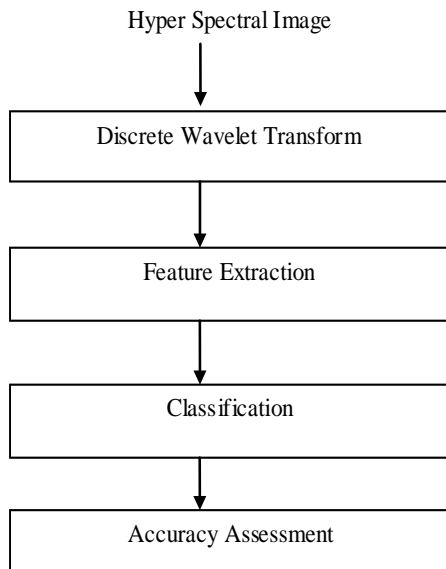 Hyper Spectral Image
Discrete Wavelet Transform
Feature Extraction
Classification
Accuracy Assessment